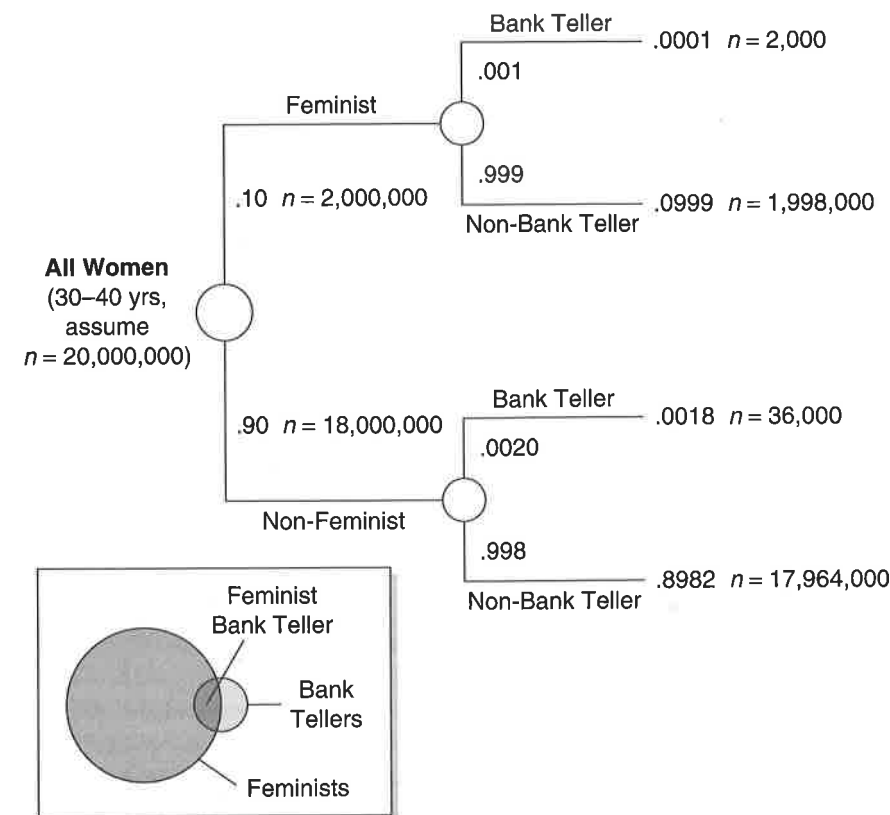 Bank Teller
.0001 n = 2,000
.001
Feminist
.999
.10 n = 2,000,000
.0999 n = 1,998,000
Non-Bank Teller
All Women
(30–40 yrs,
assume
n = 20,000,000)
Bank Teller
.0018 n = 36,000
.90 n = 18,000,000
.0020
Non-Feminist
.998
.8982 n = 17,964,000
Non-Bank Teller
Feminist
Bank Teller
Bank
Tellers
Feminists